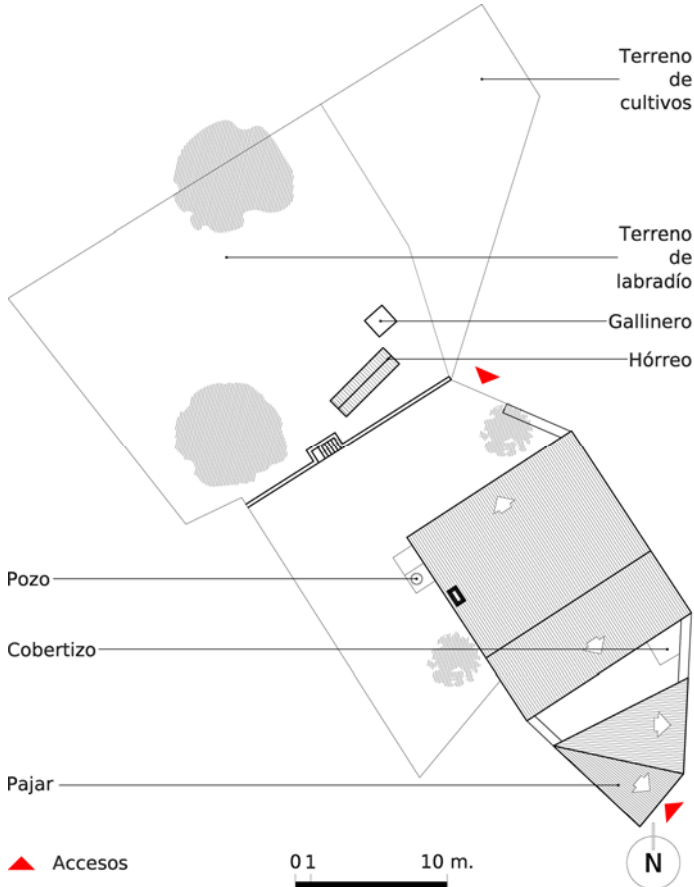 Terreno
de
cultivos
Terreno
de
labradío
Gallinero
Hórreo
Pozo
Cobertizo
Pajar
Accesos
0 1 10 m.
N